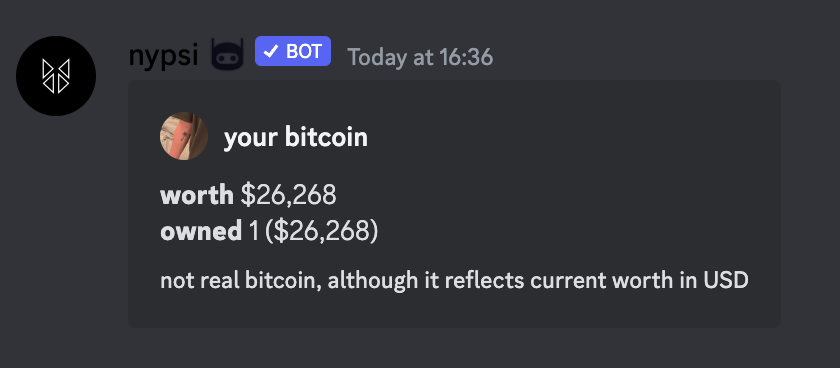 nypsi BOT Today at 16:36
your bitcoin
worth $26,268
owned 1 ($26,268)
not real bitcoin, although it reflects current worth in USD